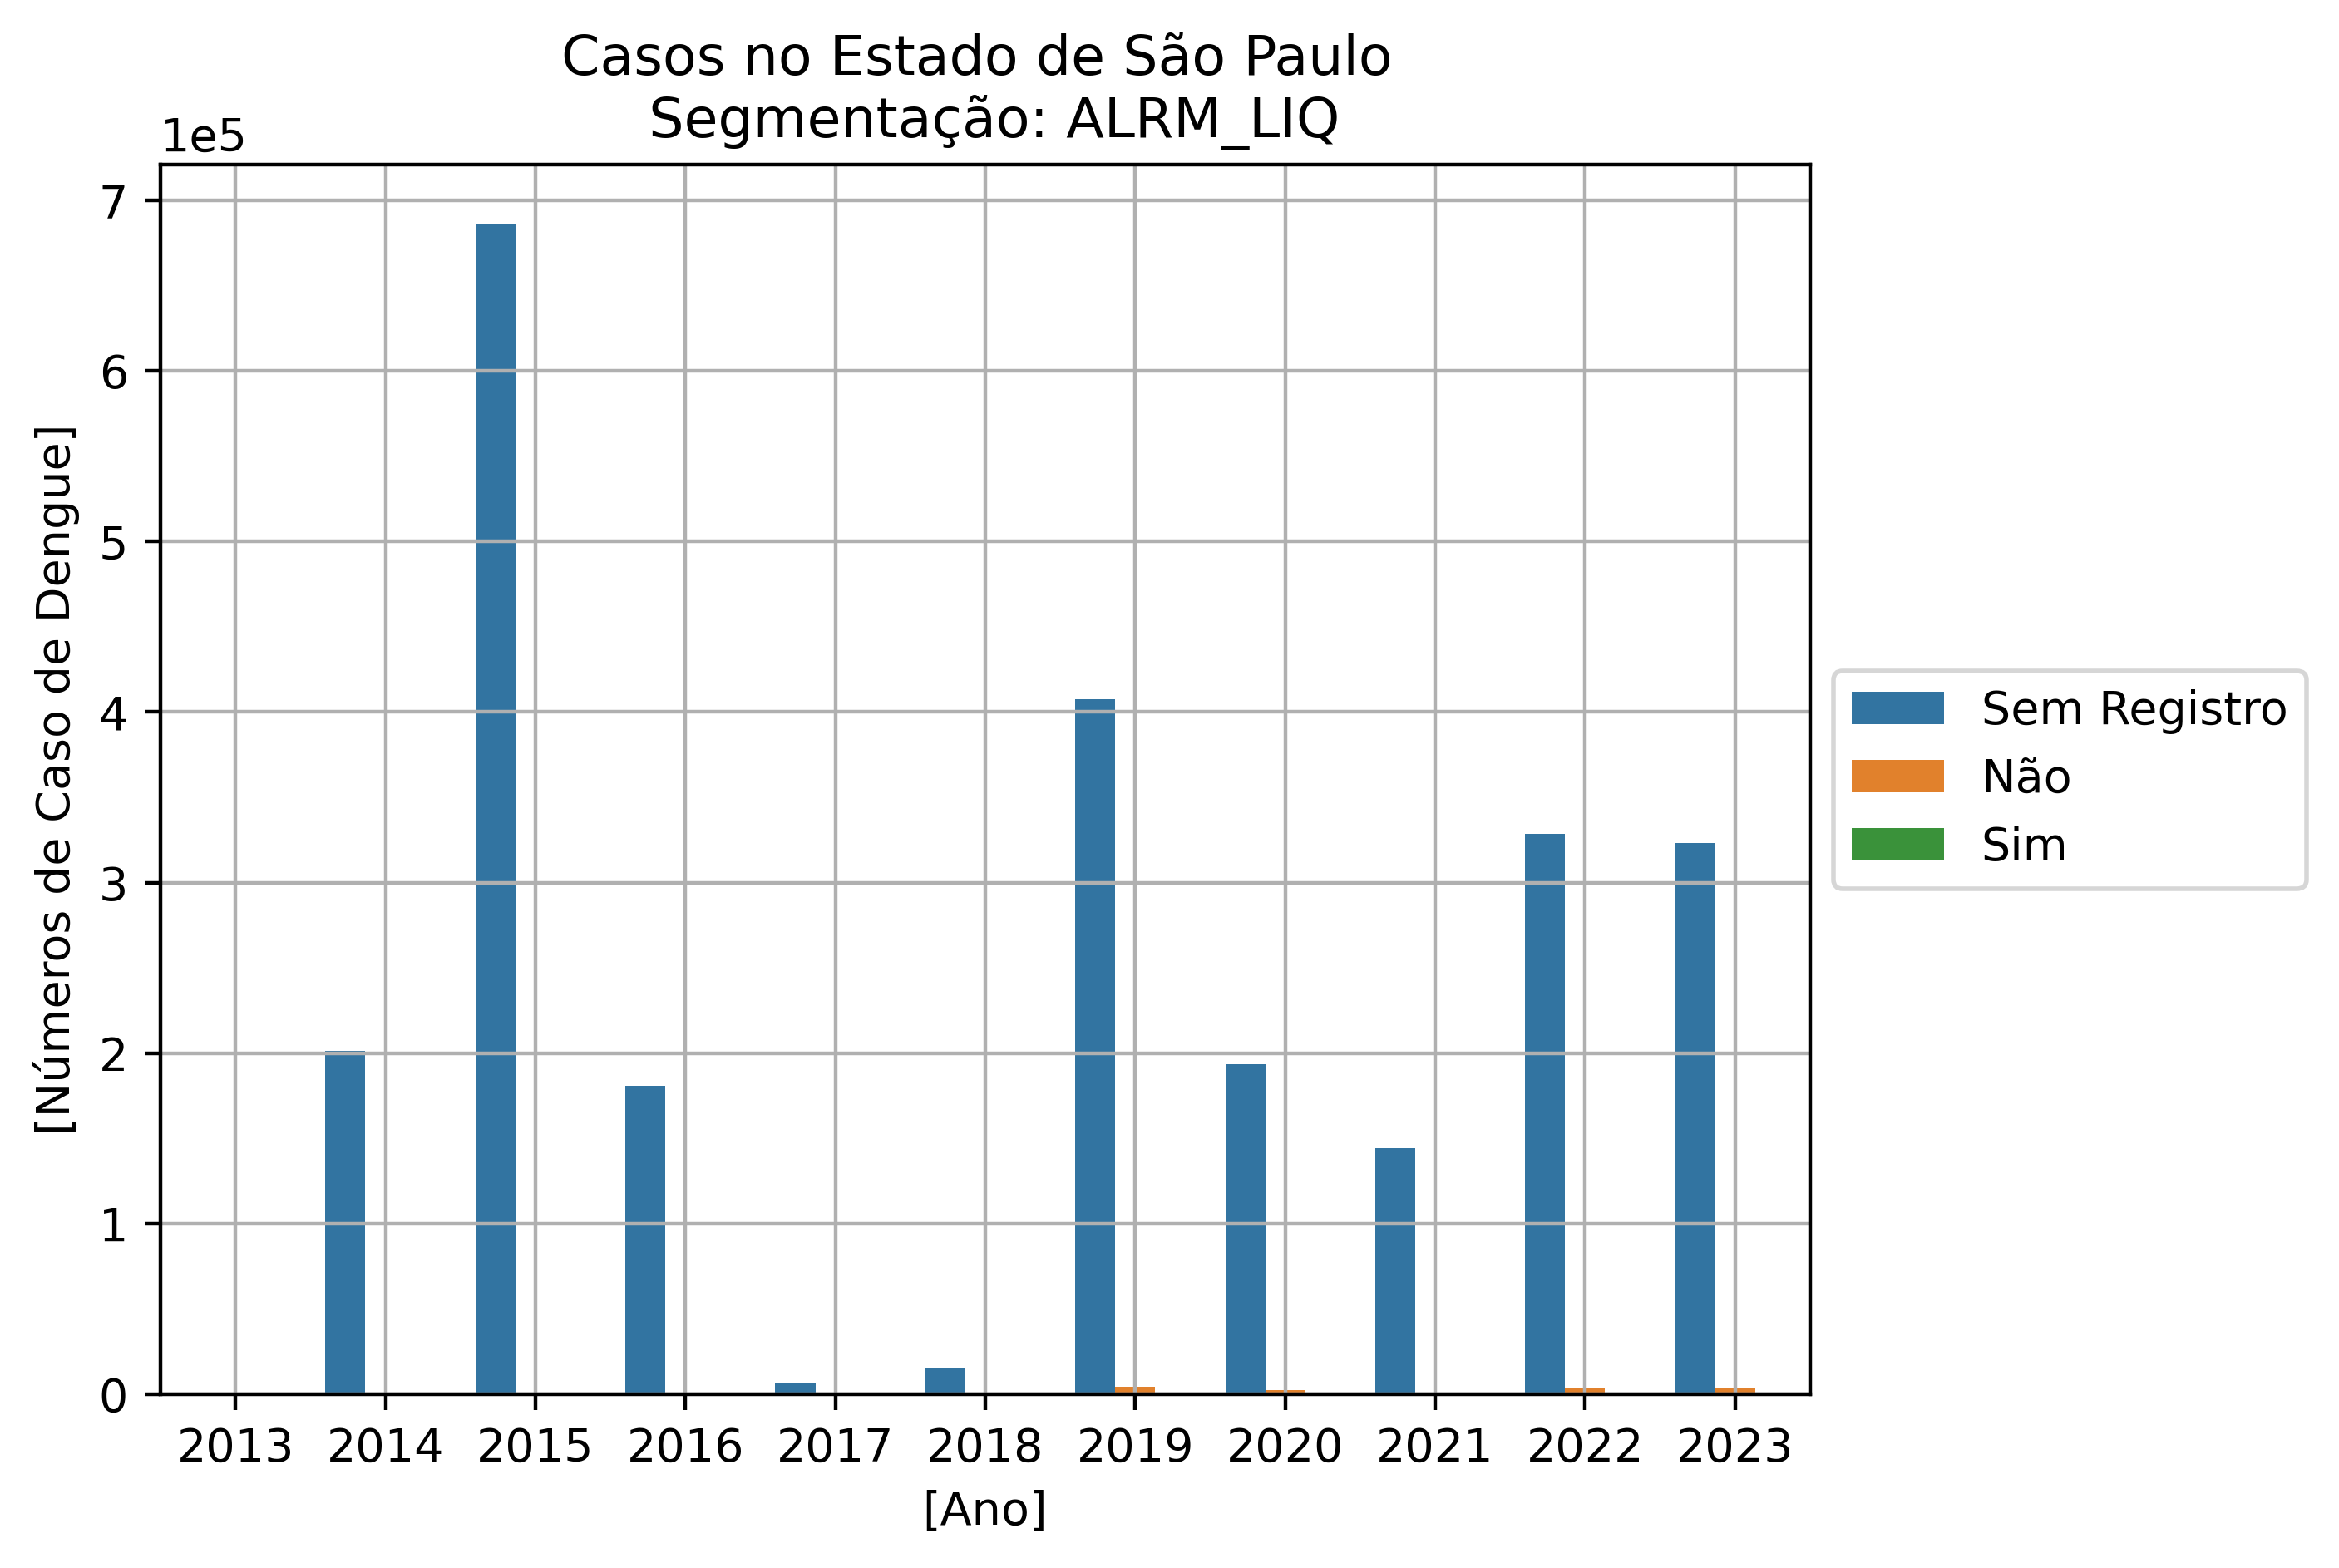 Casos no Estado de São Paulo
Segmentação: ALRM_LIQ
1e5
7
6
5
4
3
2
1
0
[Números de Caso de Dengue]
2013 2014 2015 2016 2017 2018 2019 2020 2021 2022 2023
[Ano]
Sem Registro
Não
Sim